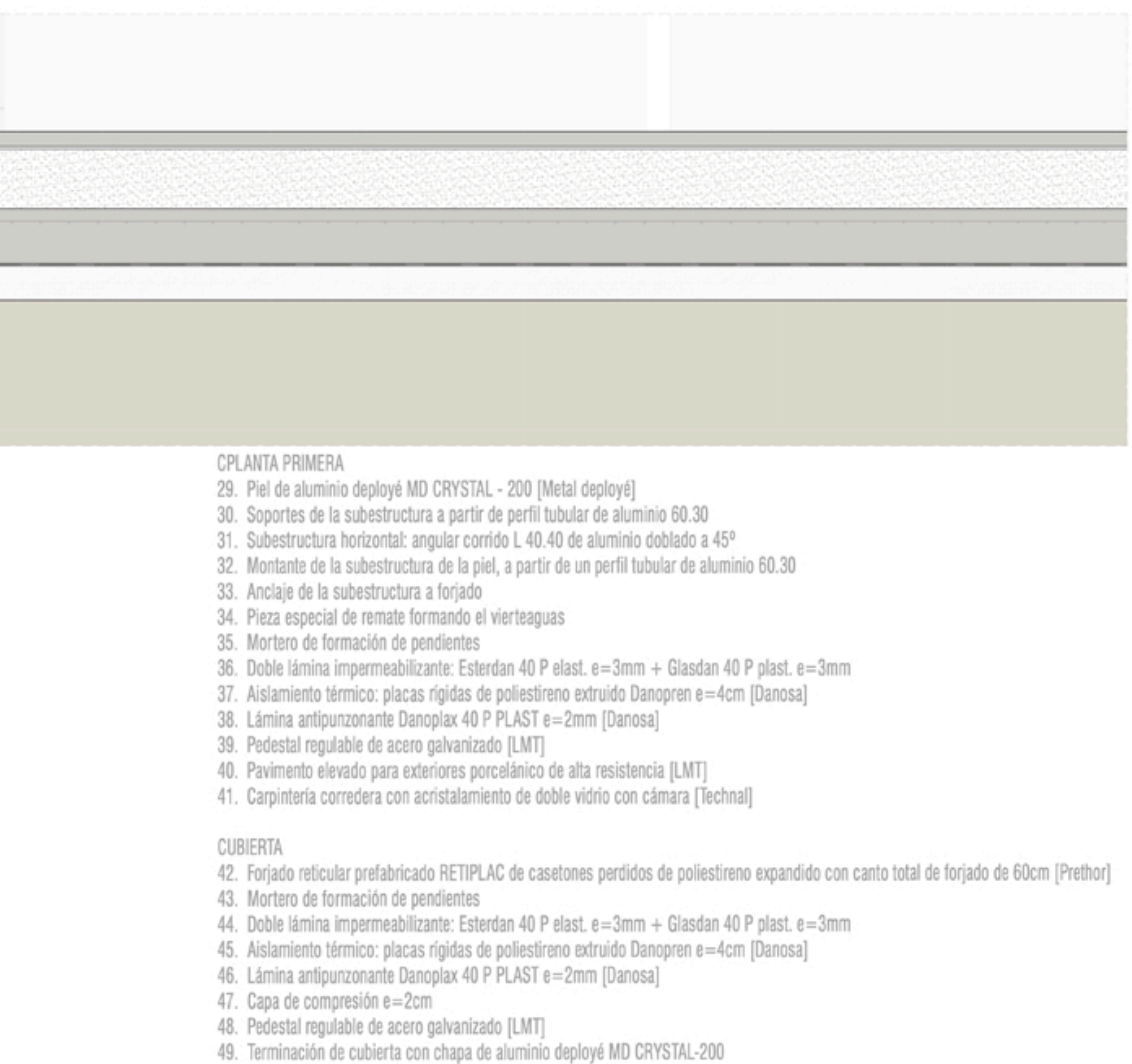 CPLANTA PRIMERA
29. Piel de aluminio deployé MD CRYSTAL - 200 [Metal deployé]
30. Soportes de la subestructura a partir de perfil tubular de aluminio 60.30
31. Subestructura horizontal: angular corrido L 40.40 de aluminio doblado a 45º
32. Montante de la subestructura de la piel, a partir de un perfil tubular de aluminio 60.30
33. Anclaje de la subestructura a forjado
34. Pieza especial de remate formando el vierteaguas
35. Mortero de formación de pendientes
36. Doble lámina impermeabilizante: Esterdan 40 P elast. e=3mm + Glasdan 40 P plast. e=3mm
37. Aislamiento térmico: placas rígidas de poliestireno extruido Danopren e=4cm [Danosa]
38. Lámina antipunzonante Danoplax 40 P PLAST e=2mm [Danosa]
39. Pedestal regulable de acero galvanizado [LMT]
40. Pavimento elevado para exteriores porcelánico de alta resistencia [LMT]
41. Carpintería corredera con acristalamiento de doble vidrio con cámara [Technal]
CUBIERTA
42. Forjado reticular prefabricado RETIPLAC de casetones perdidos de poliestireno expandido con canto total de forjado de 60cm [Prethor]
43. Mortero de formación de pendientes
44. Doble lámina impermeabilizante: Esterdan 40 P elast. e=3mm + Glasdan 40 P plast. e=3mm
45. Aislamiento térmico: placas rígidas de poliestireno extruido Danopren e=4cm [Danosa]
46. Lámina antipunzonante Danoplax 40 P PLAST e=2mm [Danosa]
47. Capa de compresión e=2cm
48. Pedestal regulable de acero galvanizado [LMT]
49. Terminación de cubierta con chapa de aluminio deployé MD CRYSTAL-200